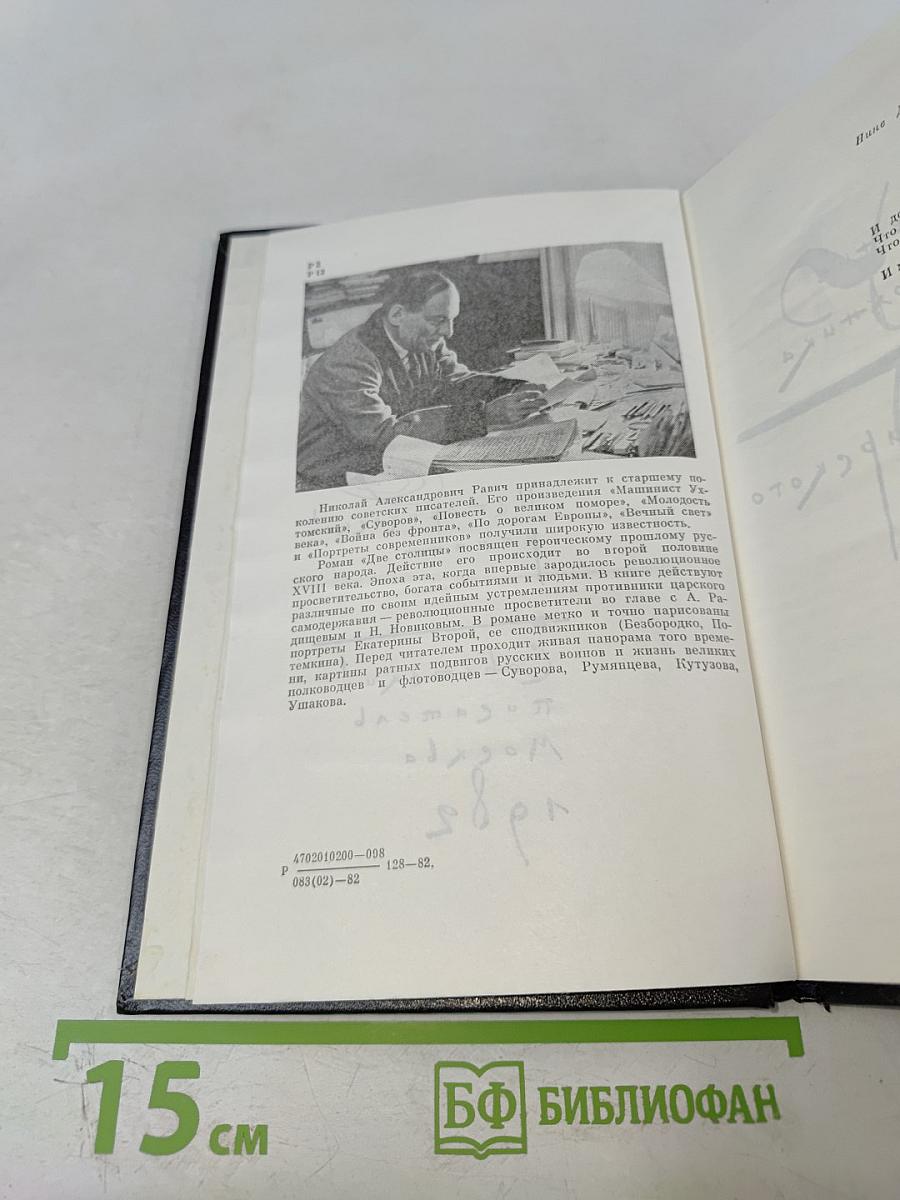 Р2
Р12
Николай Александрович Равич принадлежит к старшему по-
колению советских писателей. Его произведения «Машинист Ух-
томский», «Суворов», «Повесть о великом поморе», «Молодость
века», «Война без фронта», «По дорогам Европы», «Вечный свет»
и «Портреты современников» получили широкую известность.
Роман «Две столицы» посвящен героическому прошлому рус-
ского народа. Действие его происходит во второй половине
XVIII века. Эпоха эта, когда впервые зародилось революционное
просветительство, богата событиями и людьми. В книге действуют
различные по своим идейным устремлениям противники царского
самодержавия — революционные просветители во главе с А. Ра-
дищевым и Н. Новиковым. В романе метко и точно нарисованы
портреты Екатерины Второй, ее сподвижников (Безбородко, По-
темкина). Перед читателем проходит живая панорама того време-
ни, картины ратных подвигов русских воинов и жизнь великих
полководцев и флотоводцев — Суворова, Румянцева, Кутузова,
Ушакова.
писатель
Москва
1982
Р 4702010200—098
083(02)—82 128—82,
Нине
И
Что
Что
И
15 см
БФ БИБЛИОФАН